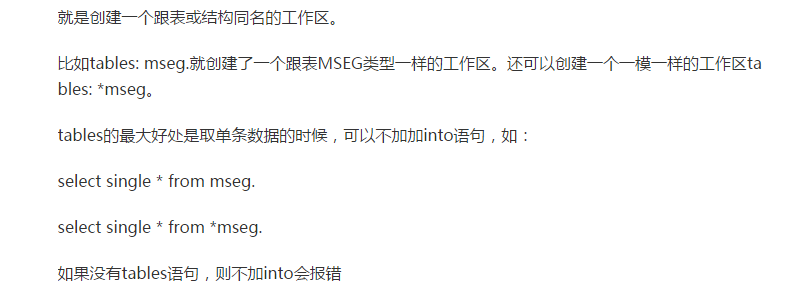 就是创建一个跟表或结构同名的工作区。
比如tables: mseg.就创建了一个跟表MSEG类型一样的工作区。还可以创建一个一模一样的工作区ta
bles: *mseg。
tables的最大好处是取单条数据的时候，可以不加加into语句，如：
select single * from mseg.
select single * from *mseg.
如果没有tables语句，则不加into会报错